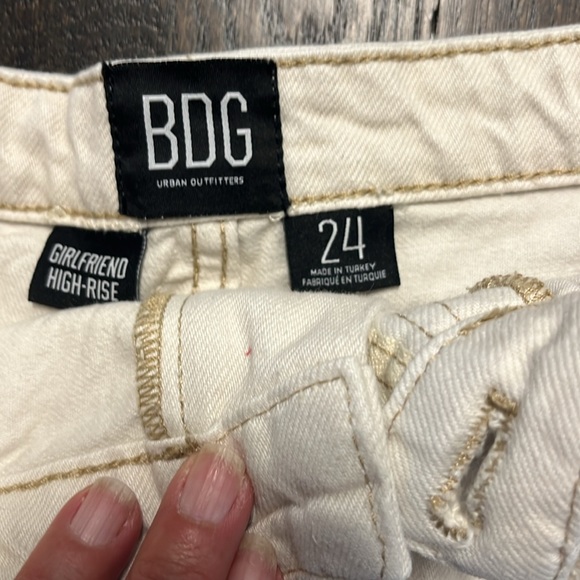 BDG
URBAN OUTFITTERS
GIRLFRIEND
HIGH-RISE
24
MADE IN TURKEY
FABRIQUÉ EN TURQUIE